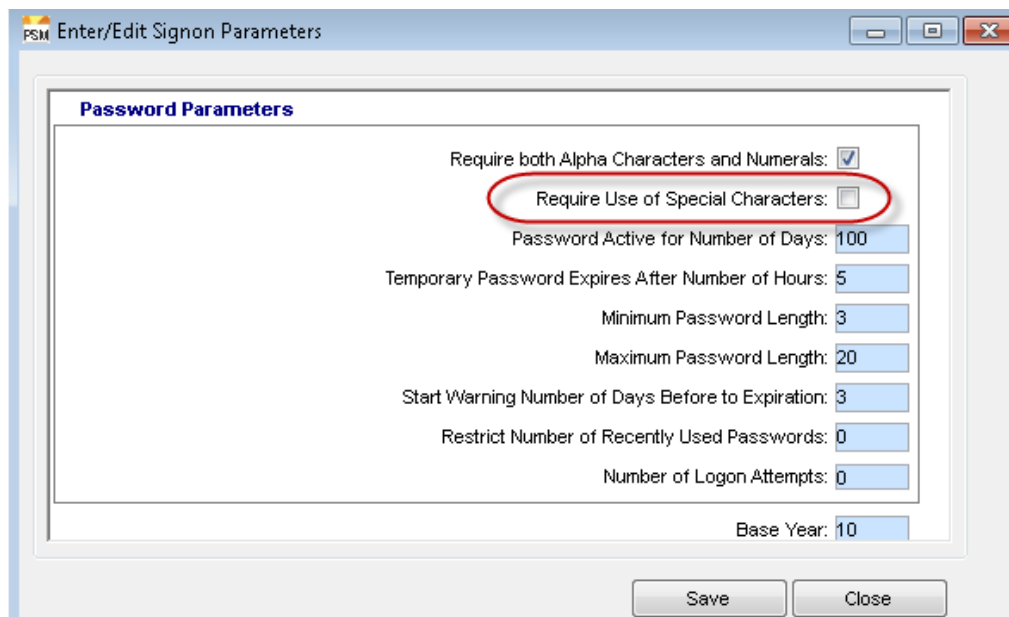 PSM Enter/Edit Signon Parameters
Password Parameters
Require both Alpha Characters and Numerals:
Require Use of Special Characters:
Password Active for Number of Days: 100
Temporary Password Expires After Number of Hours: 5
Minimum Password Length: 3
Maximum Password Length: 20
Start Warning Number of Days Before to Expiration: 3
Restrict Number of Recently Used Passwords: 0
Number of Logon Attempts: 0
Base Year: 10
Save Close